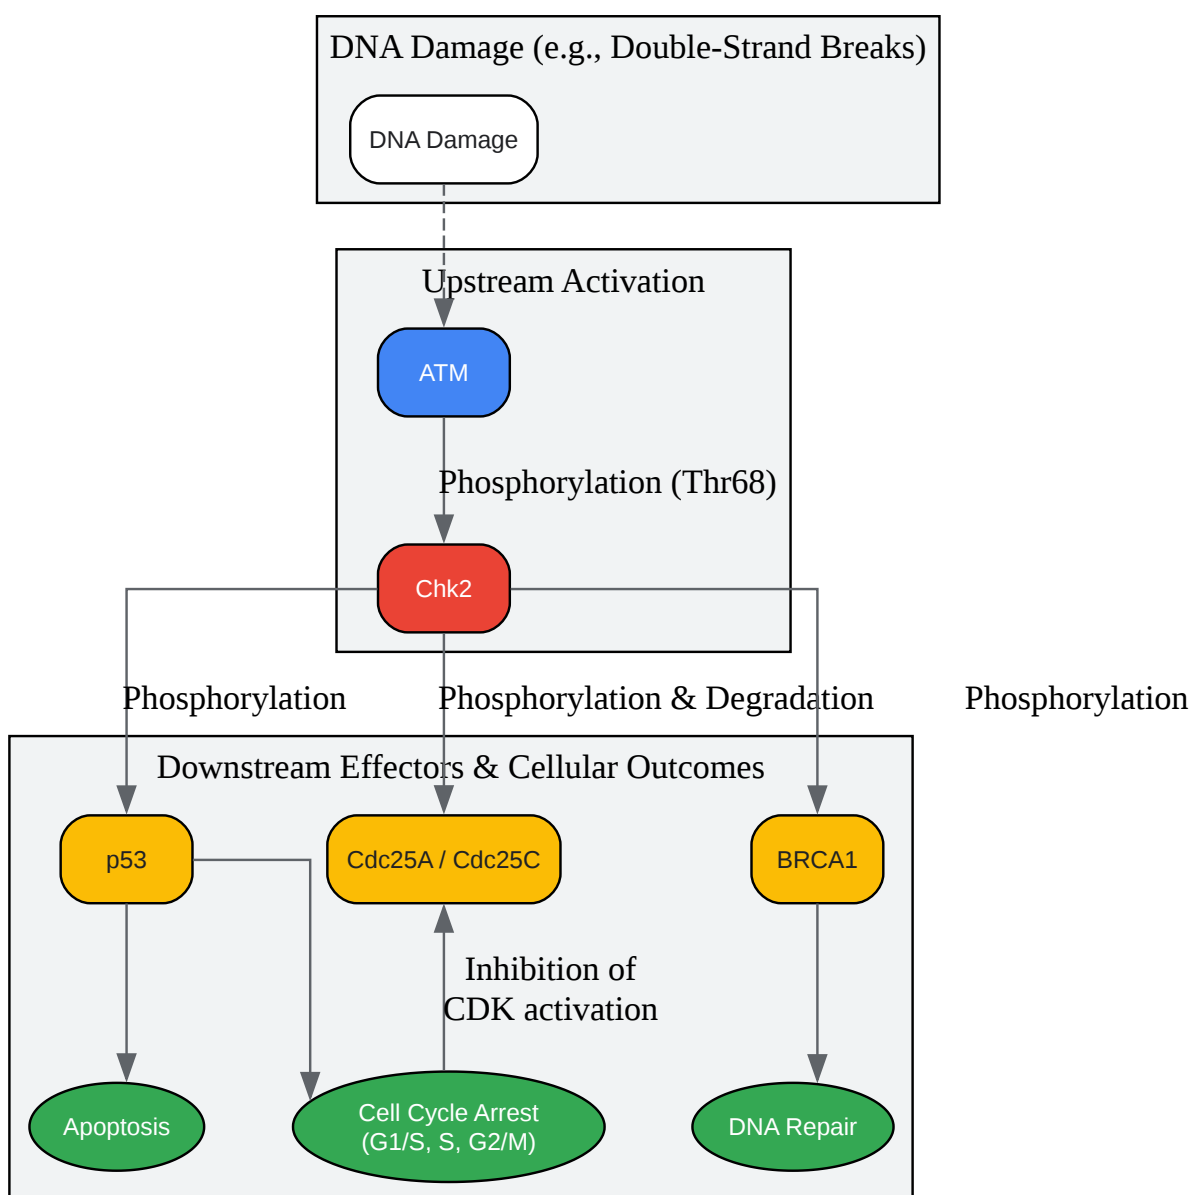 DNA Damage (e.g., Double-Strand Breaks)
DNA Damage
Upstream Activation
ATM
Phosphorylation (Thr68)
Chk2
Phosphorylation
Phosphorylation & Degradation
Phosphorylation
Downstream Effectors & Cellular Outcomes
p53
Cdc25A / Cdc25C
BRCA1
Inhibition of
CDK activation
Apoptosis
Cell Cycle Arrest
(G1/S, S, G2/M)
DNA Repair